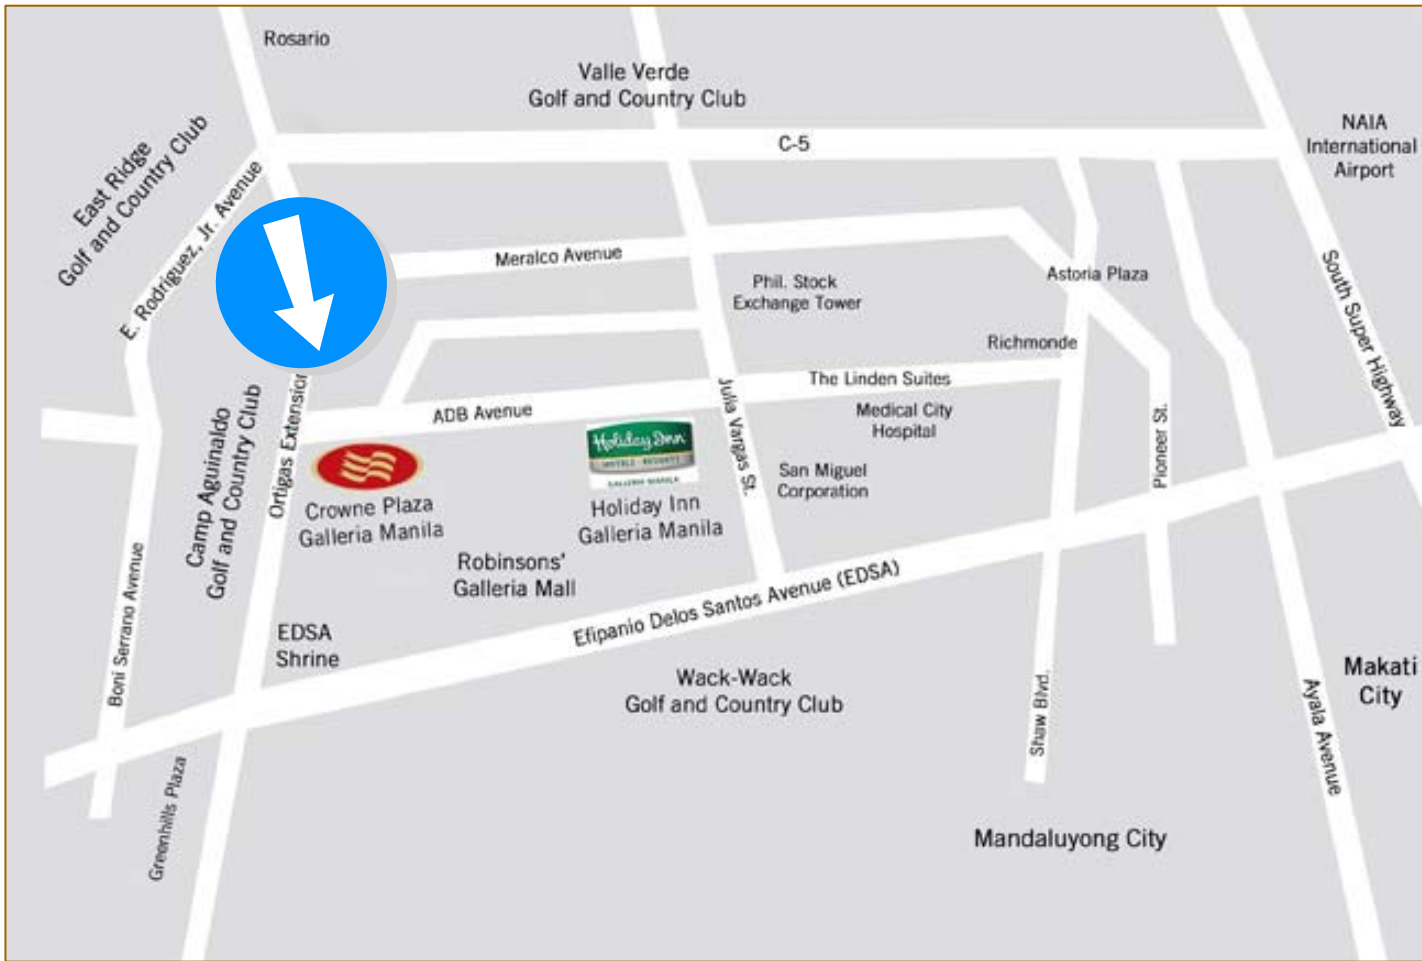 Rosario
Valle Verde
Golf and Country Club
C-5
NAIA
International
Airport
East Ridge
Golf and Country Club
E. Rodriguez, Jr. Avenue
Meralco Avenue
Phil. Stock
Exchange Tower
Astoria Plaza
South Super Highway
Richmonde
The Linden Suites
Julia Vargas St.
ADB Avenue
Medical City
Hospital
Ortigas Extension
Camp Aguinaldo
Golf and Country Club
Holiday Inn
HOTELS · RESORTS
GALLERIA MANILA
Pioneer St.
San Miguel
Corporation
Crowne Plaza
Galleria Manila
Holiday Inn
Galleria Manila
Robinsons'
Galleria Mall
Boni Serrano Avenue
Efipanio Delos Santos Avenue (EDSA)
EDSA
Shrine
Wack-Wack
Golf and Country Club
Shaw Blvd.
Makati
City
Ayala Avenue
Greenhills Plaza
Mandaluyong City